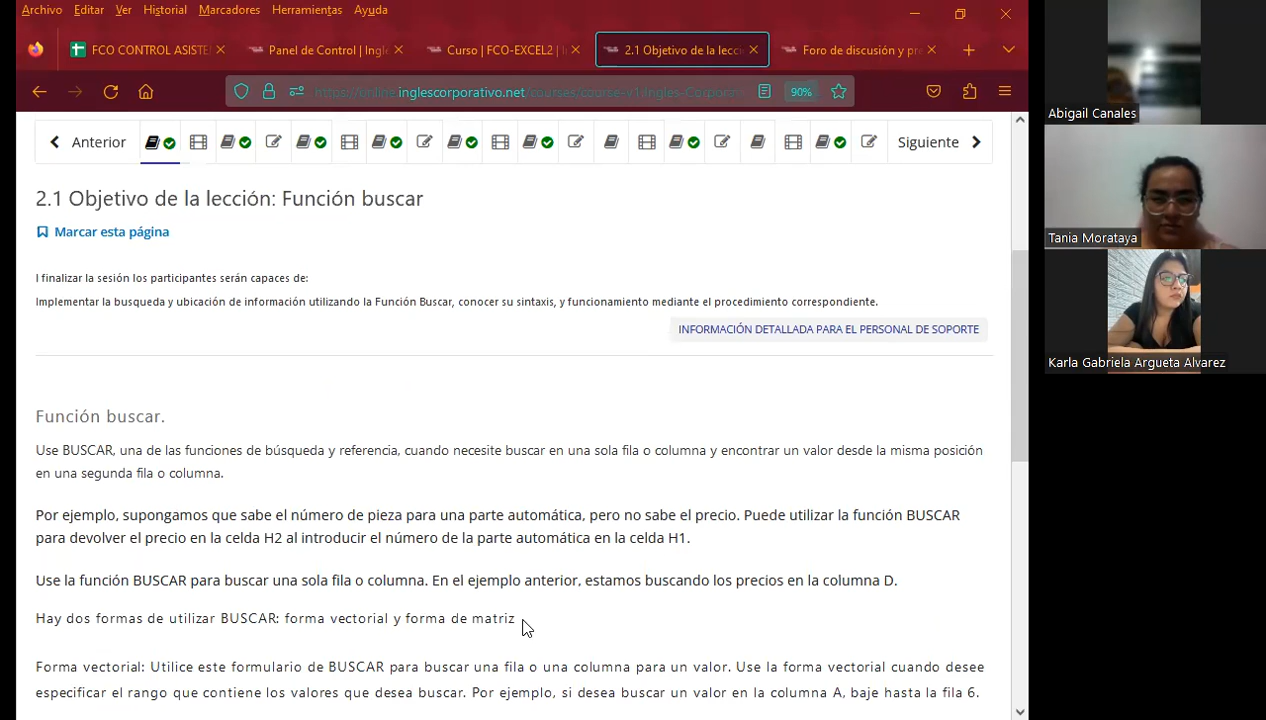 Archivo Editar Ver Historial Marcadores Herramientas Ayuda
FCO CONTROL ASISTE
Panel de Control | Ingl
Curso | FCO-EXCEL2 | I
2.1 Objetivo de la lecci
Foro de discusión y pr
https://online.inglescorporativo.net/courses/course-v1:Ingles-Corpora
90%
Anterior
Siguiente
2.1 Objetivo de la lección: Función buscar
Marcar esta página
l finalizar la sesión los participantes serán capaces de:
Implementar la busqueda y ubicación de información utilizando la Función Buscar, conocer su sintaxis, y funcionamiento mediante el procedimiento correspondiente.
INFORMACIÓN DETALLADA PARA EL PERSONAL DE SOPORTE
Función buscar.
Use BUSCAR, una de las funciones de búsqueda y referencia, cuando necesite buscar en una sola fila o columna y encontrar un valor desde la misma posición
en una segunda fila o columna.
Por ejemplo, supongamos que sabe el número de pieza para una parte automática, pero no sabe el precio. Puede utilizar la función BUSCAR
para devolver el precio en la celda H2 al introducir el número de la parte automática en la celda H1.
Use la función BUSCAR para buscar una sola fila o columna. En el ejemplo anterior, estamos buscando los precios en la columna D.
Hay dos formas de utilizar BUSCAR: forma vectorial y forma de matriz
Forma vectorial: Utilice este formulario de BUSCAR para buscar una fila o una columna para un valor. Use la forma vectorial cuando desee
especificar el rango que contiene los valores que desea buscar. Por ejemplo, si desea buscar un valor en la columna A, baje hasta la fila 6.
Abigail Canales
Tania Morataya
Karla Gabriela Argueta Alvarez